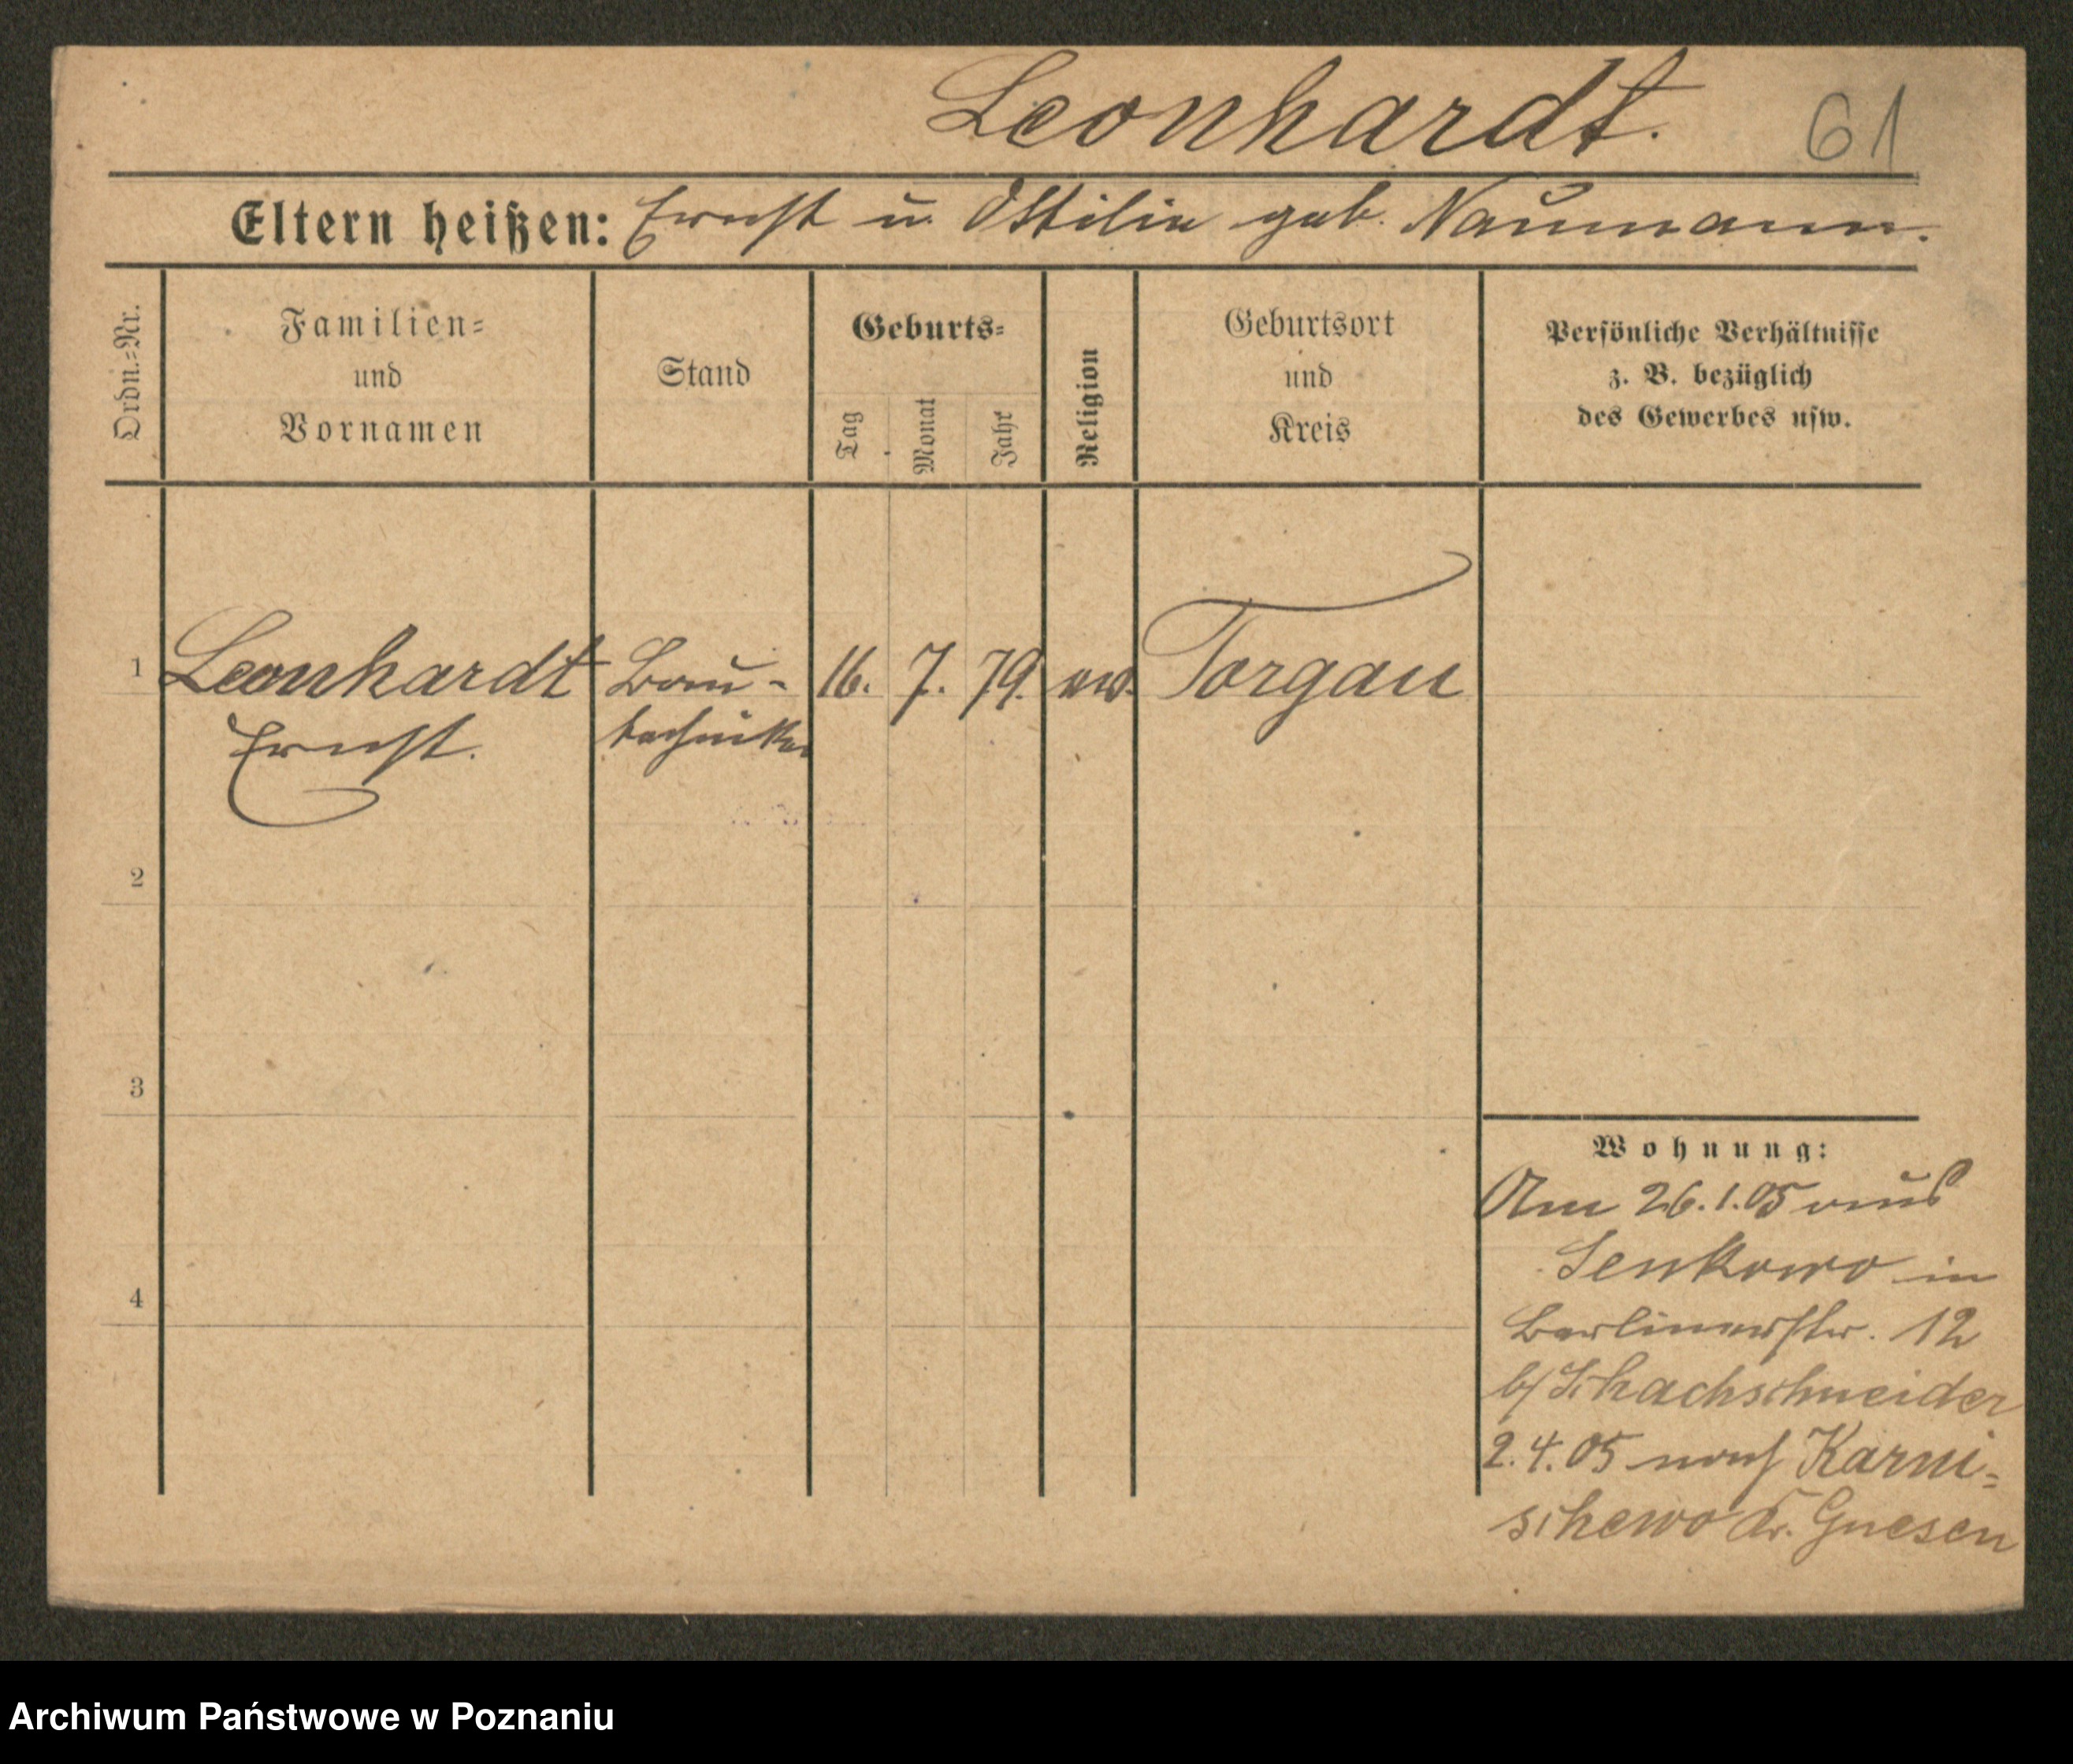 Leonhardt. 61
Eltern heißen: Ernst u. Ottilie geb. Naumann.
Ordn.-Nr.
Familien-
und
Vornamen
Stand
Geburts-
Tag
Monat
Jahr
Religion
Geburtsort
und
Kreis
Persönliche Verhältnisse
z. B. bezüglich
des Gewerbes usw.
1 Leonhardt Bau- 16. 7. 79. ev. Torgau
Ernst. techniker
2
3
4
Wohnung:
Am 26.1.05 aus
Senkowo in
Berlinerstr. 12
b/ Schachschneider
2.4.05 nach Karni-
schewo Kr. Gnesen
Archiwum Państwowe w Poznaniu